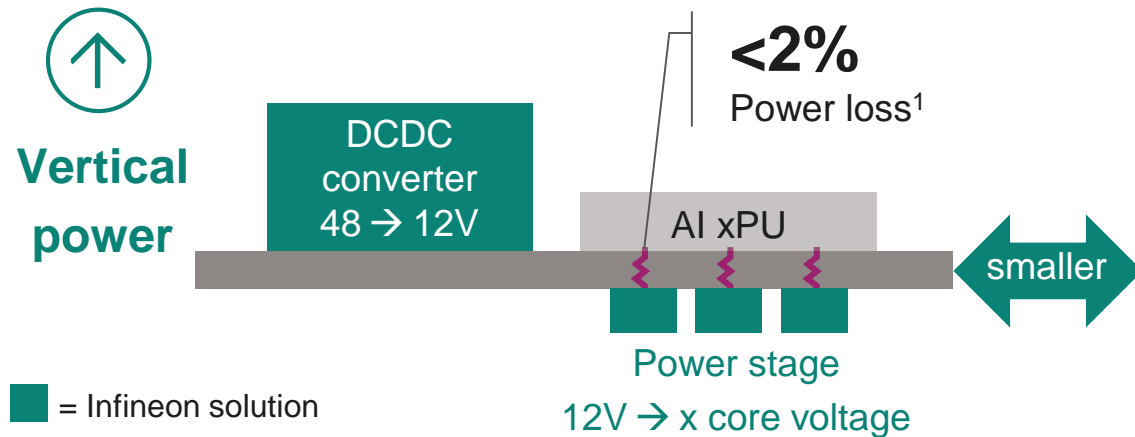 Vertical
power
DCDC
converter
48 → 12V
<2%
Power loss¹
AI xPU
smaller
Power stage
12V → x core voltage
= Infineon solution